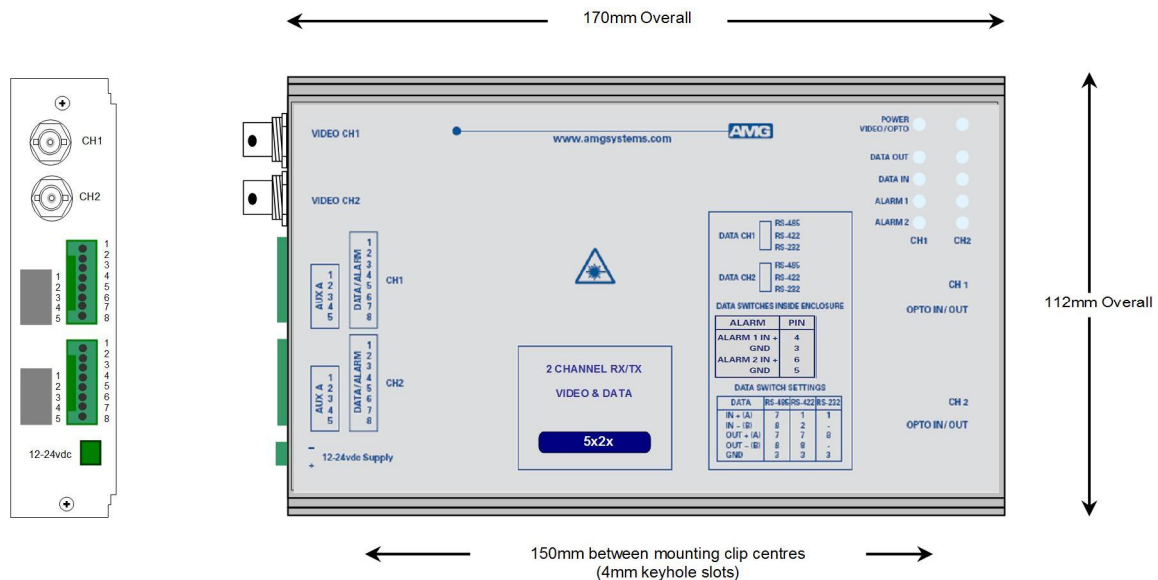 170mm Overall
CH1
CH2
1
2
3
4
5
6
7
8
1
2
3
4
5
1
2
3
4
5
6
7
8
1
2
3
4
5
12-24vdc
VIDEO CH1
www.amgsystems.com
AMG
VIDEO CH2
AUX A
1
2
3
4
5
DATA/ALARM
1
2
3
4
5
6
7
8
CH1
AUX A
1
2
3
4
5
DATA/ALARM
1
2
3
4
5
6
7
8
CH2
–
+
12-24vdc Supply
2 CHANNEL RX/TX
VIDEO & DATA
5x2x
POWER
VIDEO/OPTO
DATA OUT
DATA IN
ALARM 1
ALARM 2
CH1 CH2
DATA CH1
RS-485
RS-422
RS-232
DATA CH2
RS-485
RS-422
RS-232
DATA SWITCHES INSIDE ENCLOSURE
ALARM PIN
ALARM 1 IN + 4
GND 3
ALARM 2 IN + 6
GND 5
DATA SWITCH SETTINGS
DATA RS-485 RS-422 RS-232
IN + (A) 7 1 1
IN – (B) 8 2 -
OUT + (A) 7 7 8
OUT – (B) 8 8 -
GND 3 3 3
CH 1
OPTO IN/OUT
CH 2
OPTO IN/OUT
112mm Overall
150mm between mounting clip centres
(4mm keyhole slots)